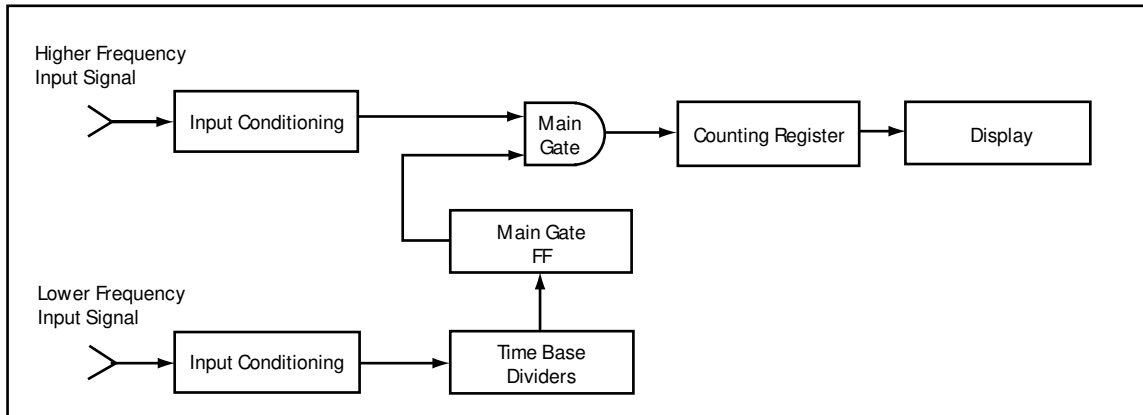 Higher Frequency
Input Signal
Input Conditioning
Main
Gate
Counting Register
Display
Main Gate
FF
Lower Frequency
Input Signal
Input Conditioning
Time Base
Dividers